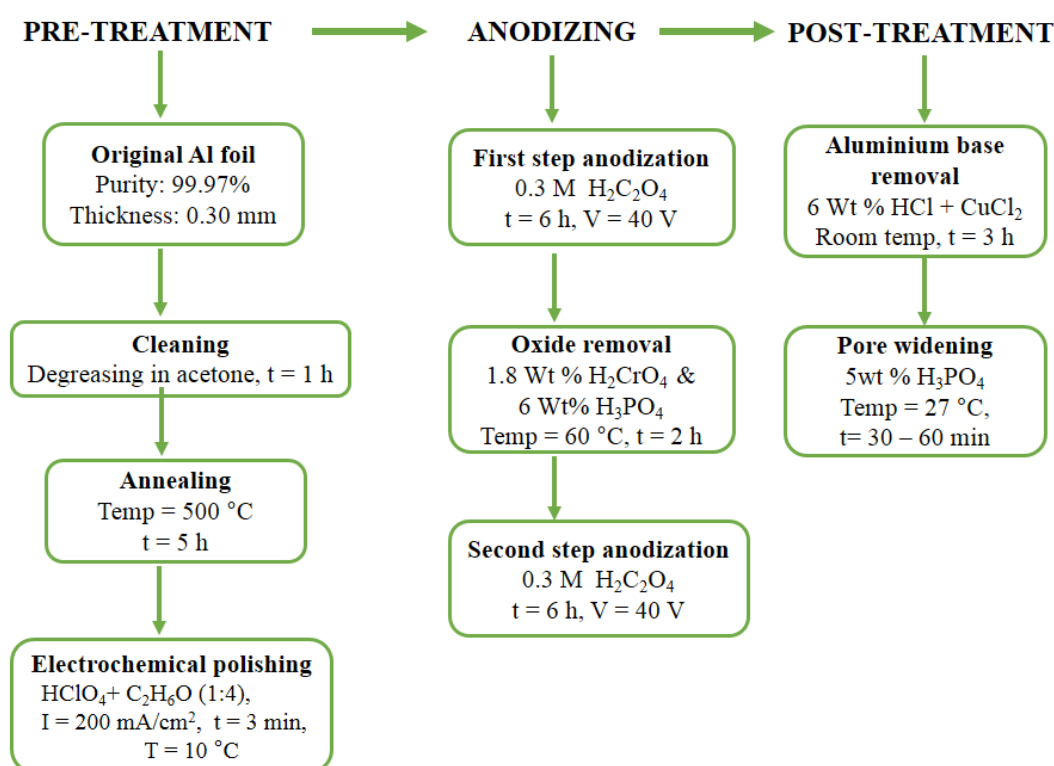 PRE-TREATMENT
ANODIZING
POST-TREATMENT
Original Al foil
Purity: 99.97%
Thickness: 0.30 mm
Cleaning
Degreasing in acetone, t = 1 h
Annealing
Temp = 500 °C
t = 5 h
Electrochemical polishing
HClO₄+ C₂H₆O (1:4),
I = 200 mA/cm², t = 3 min,
T = 10 °C
First step anodization
0.3 M H₂C₂O₄
t = 6 h, V = 40 V
Oxide removal
1.8 Wt % H₂CrO₄ &
6 Wt% H₃PO₄
Temp = 60 °C, t = 2 h
Second step anodization
0.3 M H₂C₂O₄
t = 6 h, V = 40 V
Aluminium base
removal
6 Wt % HCl + CuCl₂
Room temp, t = 3 h
Pore widening
5wt % H₃PO₄
Temp = 27 °C,
t= 30 – 60 min